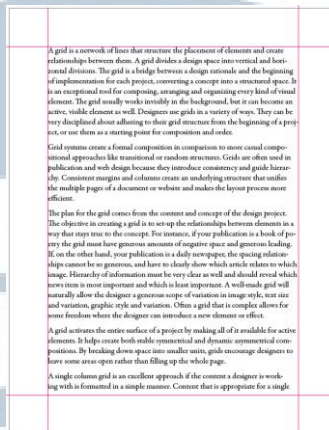 A grid is a network of lines that structure the placement of elements and create
relationships between them. A grid divides a design space into vertical and hori-
zontal divisions. The grid is a bridge between a design rationale and the beginning
of implementation for each project, converting a concept into a structured space. It
is an exceptional tool for composing, arranging and organizing every kind of visual
element. The grid usually works invisibly in the background, but it can become an
active, visible element as well. Designers use grids in a variety of ways. They can be
very disciplined about adhering to their grid structure from the beginning of a proj-
ect, or use them as a starting point for composition and order.
Grid systems create a formal composition in comparison to more casual compo-
sitional approaches like transitional or random structures. Grids are often used in
publication and web design because they introduce consistency and guide hierar-
chy. Consistent margins and columns create an underlying structure that unifies
the multiple pages of a document or website and makes the layout process more
efficient.
The plan for the grid comes from the content and concept of the design project.
The objective in creating a grid is to set-up the relationships between elements in a
way that stays true to the concept. For instance, if your publication is a book of po-
etry the grid must have generous amounts of negative space and generous leading.
If, on the other hand, your publication is a daily newspaper, the spacing relation-
ships cannot be so generous, and have to clearly show which article relates to which
image. Hierarchy of information must be very clear as well and should reveal which
news item is most important and which is least important. A well-made grid will
naturally allow the designer a generous scope of variation in image style, text size
and variation, graphic style and variation. Often a grid that is complex allows for
some freedom where the designer can introduce a new element or effect.
A grid activates the entire surface of a project by making all of it available for active
elements. It helps create both stable symmetrical and dynamic asymmetrical com-
positions. By breaking down space into smaller units, grids encourage designers to
leave some areas open rather than filling up the whole page.
A single column grid is an excellent approach if the content a designer is work-
ing with is formatted in a simple manner. Content that is appropriate for a single